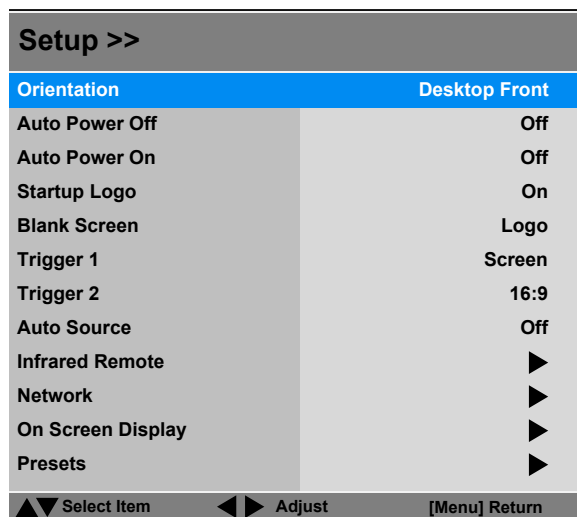 Setup >>
Orientation Desktop Front
Auto Power Off Off
Auto Power On Off
Startup Logo On
Blank Screen Logo
Trigger 1 Screen
Trigger 2 16:9
Auto Source Off
Infrared Remote
Network
On Screen Display
Presets
Select Item Adjust [Menu] Return